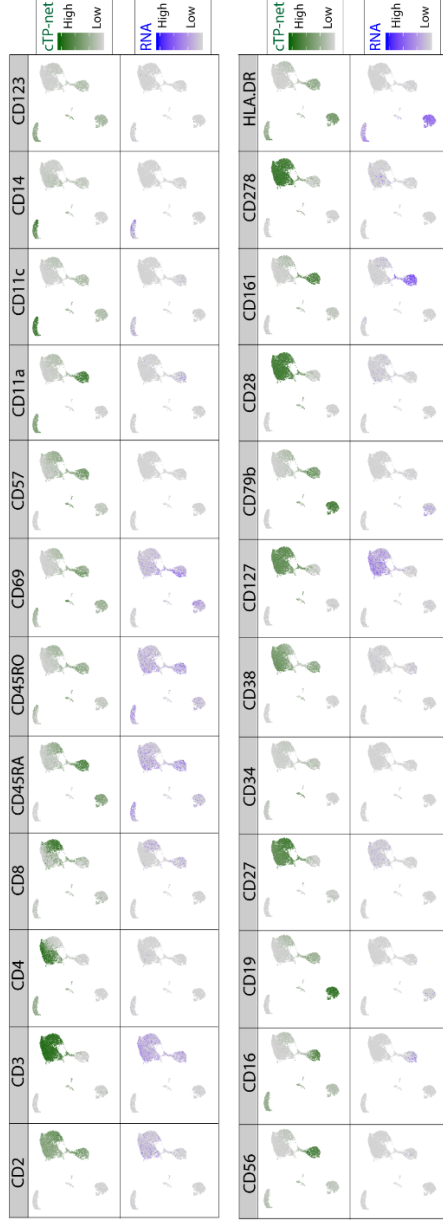 CD2 CD3 CD4 CD8 CD45RA CD45RO CD69 CD57 CD11a CD11c CD14 CD123
cTP-net
High
Low
RNA
High
Low
CD56 CD16 CD19 CD27 CD34 CD38 CD127 CD79b CD28 CD161 CD278 HLA.DR
cTP-net
High
Low
RNA
High
Low